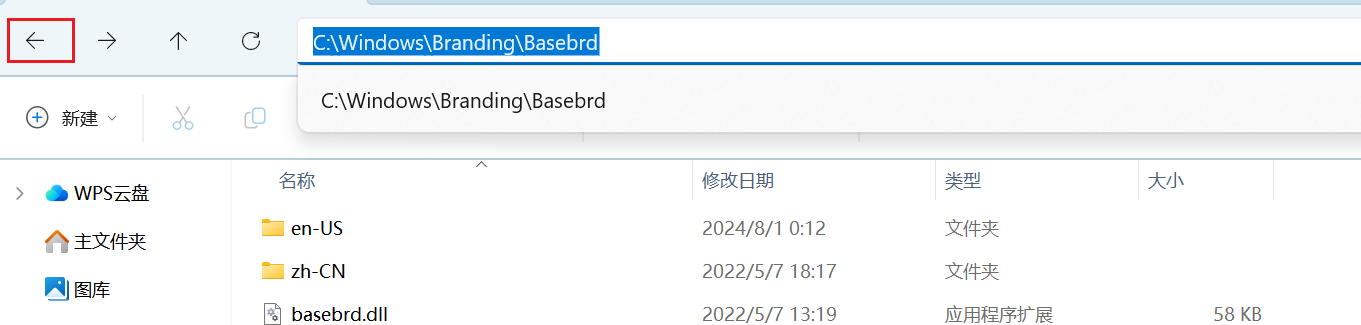 C:\Windows\Branding\Basebrd
C:\Windows\Branding\Basebrd
新建
名称 修改日期 类型 大小
WPS云盘
en-US 2024/8/1 0:12 文件夹
主文件夹
zh-CN 2022/5/7 18:17 文件夹
图库
basebrd.dll 2022/5/7 13:19 应用程序扩展 58 KB